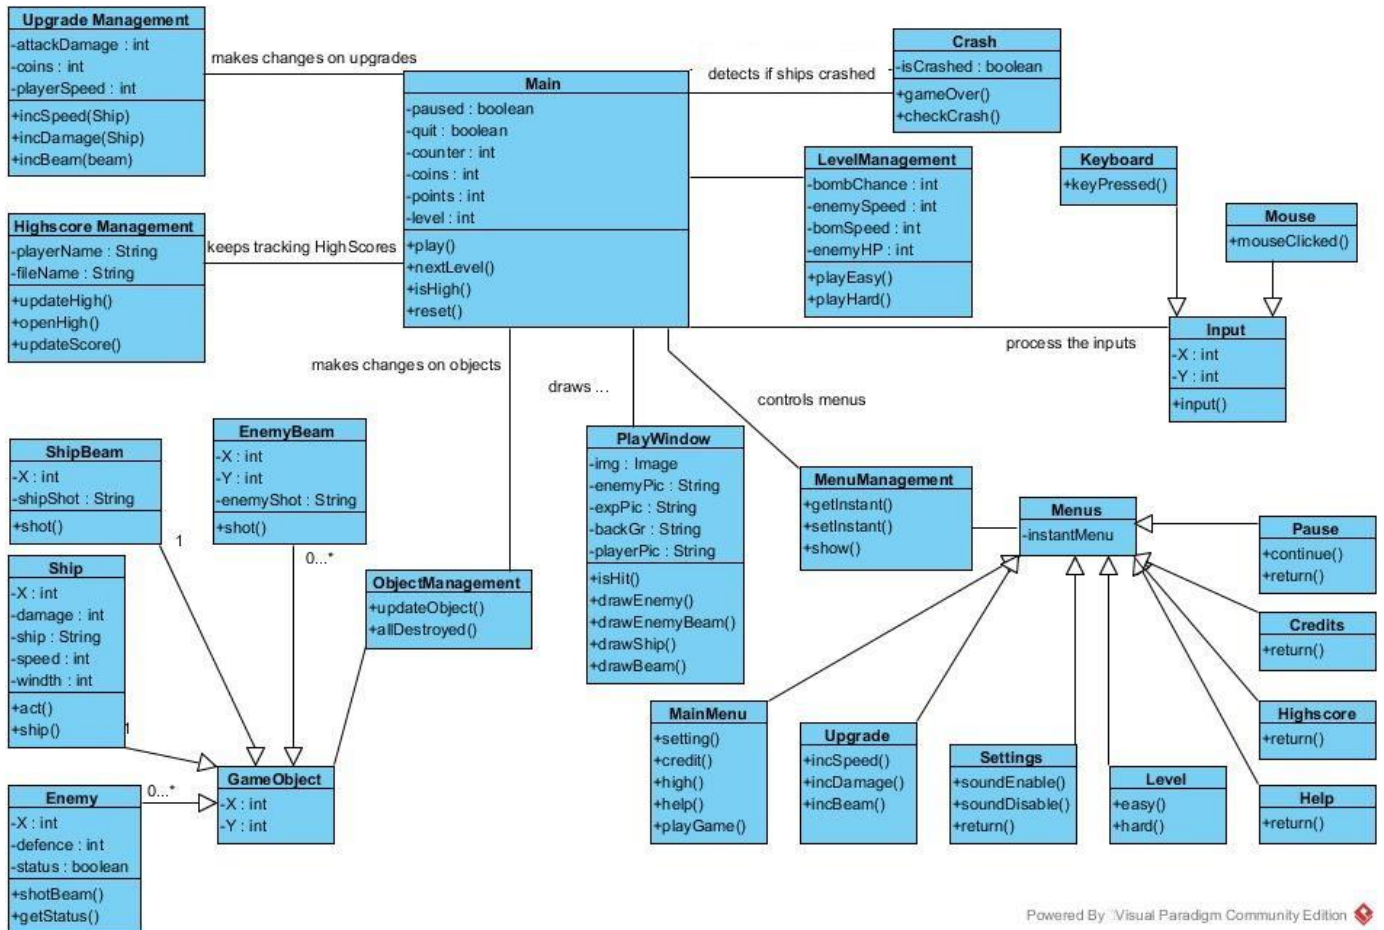 Upgrade Management
-attackDamage : int
-coins : int
-playerSpeed : int
+incSpeed(Ship)
+incDamage(Ship)
+incBeam(beam)
makes changes on upgrades
Main
-paused : boolean
-quit : boolean
-counter : int
-coins : int
-points : int
-level : int
+play()
+nextLevel()
+isHigh()
+reset()
detects if ships crashed
Crash
-isCrashed : boolean
+gameOver()
+checkCrash()
LevelManagement
-bombChance : int
-enemySpeed : int
-bomSpeed : int
-enemyHP : int
+playEasy()
+playHard()
Keyboard
+keyPressed()
Mouse
+mouseClicked()
Highscore Management
-playerName : String
-fileName : String
+updateHigh()
+openHigh()
+updateScore()
keeps tracking HighScores
process the inputs
Input
-X : int
-Y : int
+input()
makes changes on objects
draws ...
controls menus
ShipBeam
-X : int
-shipShot : String
+shot()
1
EnemyBeam
-X : int
-Y : int
-enemyShot : String
+shot()
0...*
PlayWindow
-img : Image
-enemyPic : String
-expPic : String
-backGr : String
-playerPic : String
+isHit()
+drawEnemy()
+drawEnemyBeam()
+drawShip()
+drawBeam()
MenuManagement
+getInstant()
+setInstant()
+show()
Menus
-instantMenu
Pause
+continue()
+return()
Ship
-X : int
-damage : int
-ship : String
-speed : int
-windth : int
+act()
+ship()
1
ObjectManagement
+updateObject()
+allDestroyed()
Credits
+return()
MainMenu
+setting()
+credit()
+high()
+help()
+playGame()
Upgrade
+incSpeed()
+incDamage()
+incBeam()
Settings
+soundEnable()
+soundDisable()
+return()
Level
+easy()
+hard()
Highscore
+return()
Help
+return()
Enemy
-X : int
-defence : int
-status : boolean
+shotBeam()
+getStatus()
0...*
GameObject
-X : int
-Y : int
Powered By Visual Paradigm Community Edition